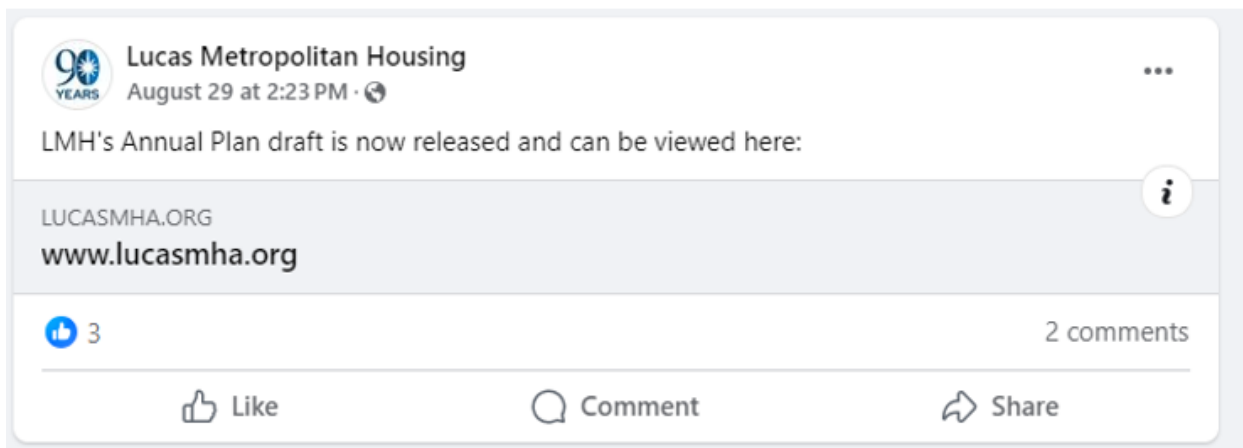 90
YEARS
Lucas Metropolitan Housing
August 29 at 2:23 PM ·
LMH's Annual Plan draft is now released and can be viewed here:
i
LUCASMHA.ORG
www.lucasmha.org
3
2 comments
Like
Comment
Share